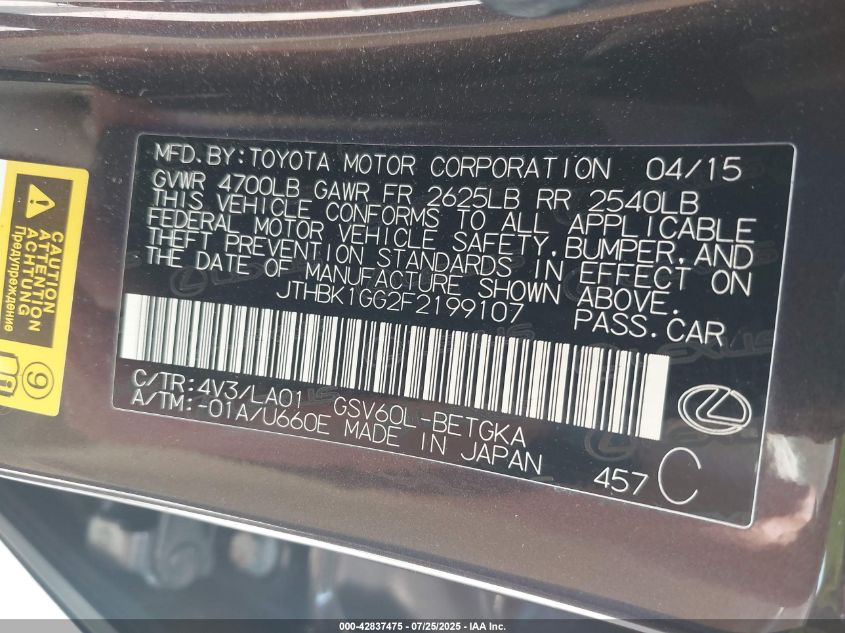 MFD.BY:TOYOTA MOTOR CORPORATION 04/15
GVWR 4700LB GAWR FR 2625LB RR 2540LB
THIS VEHICLE CONFORMS TO ALL APPLICABLE
FEDERAL MOTOR VEHICLE SAFETY,BUMPER,AND
THEFT PREVENTION STANDARDS IN EFFECT ON
THE DATE OF MANUFACTURE SHOWN ABOVE.
JTHBK1GG2F2199107 PASS.CAR
C/TR:4V3/LA01 GSV60L-BETGKA
A/TM:-01A/U660E MADE IN JAPAN
457 C
CAUTION
ATTENTION
ACHTUNG
Предупреждение
9
000-42837475 - 07/25/2025 - IAA Inc.